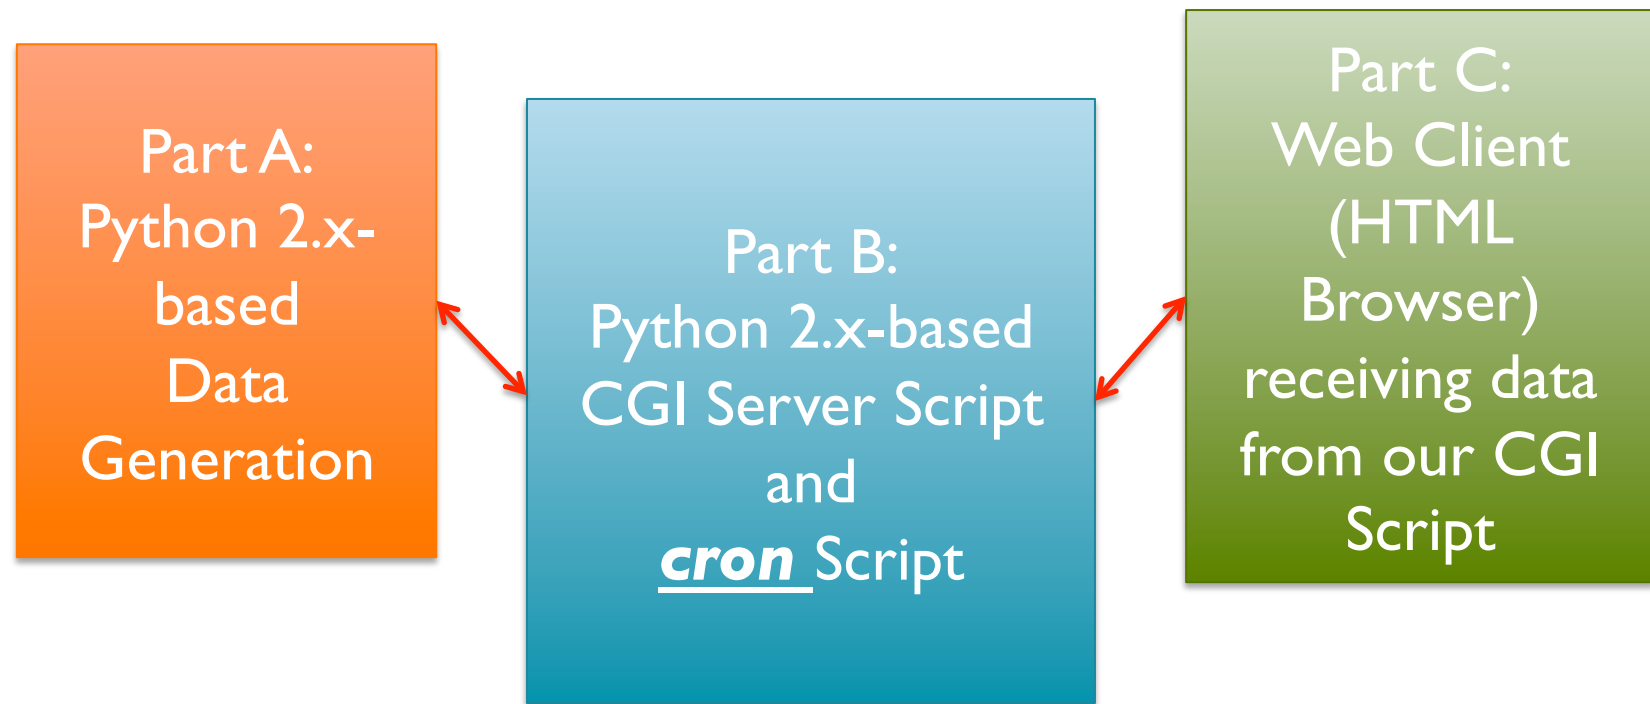 Part A:
Python 2.x-
based
Data
Generation
Part B:
Python 2.x-based
CGI Server Script
and
cron Script
Part C:
Web Client
(HTML
Browser)
receiving data
from our CGI
Script